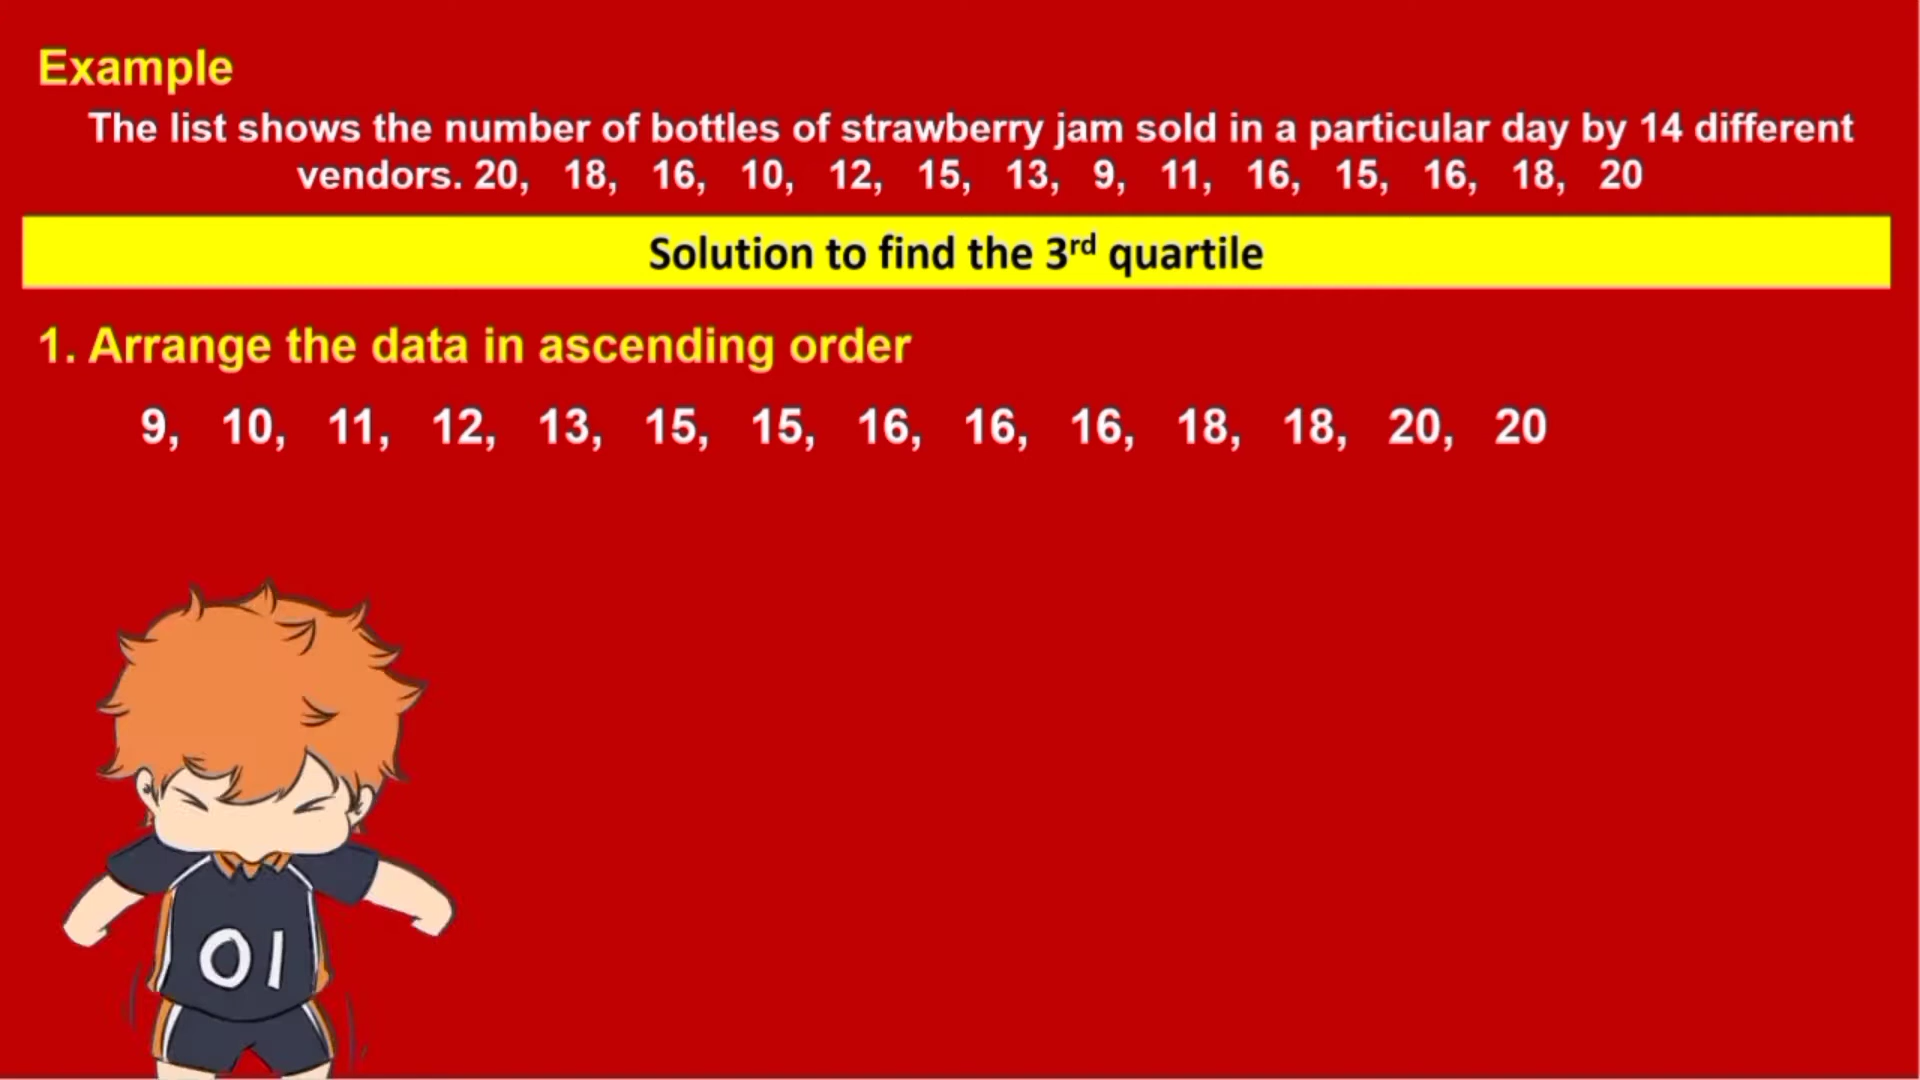 Example
The list shows the number of bottles of strawberry jam sold in a particular day by 14 different
vendors. 20, 18, 16, 10, 12, 15, 13, 9, 11, 16, 15, 16, 18, 20
Solution to find the 3rd quartile
1. Arrange the data in ascending order
9, 10, 11, 12, 13, 15, 15, 16, 16, 16, 18, 18, 20, 20
01